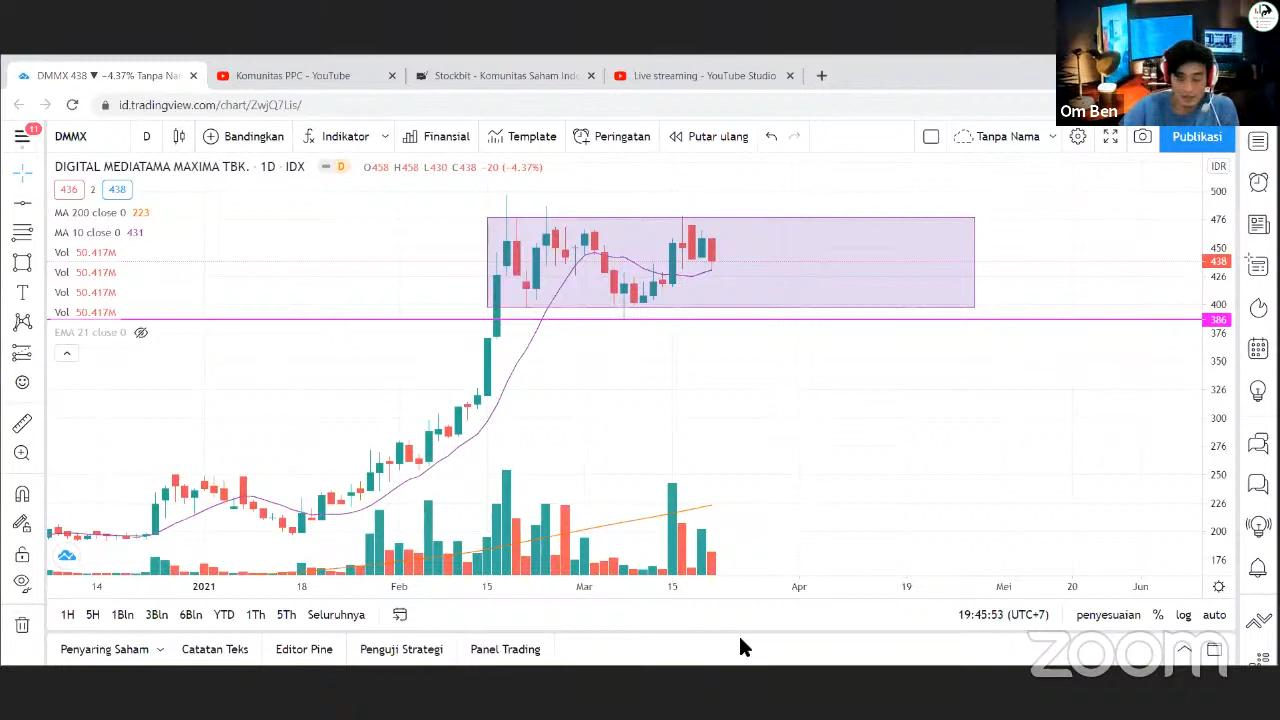 Om Ben
DMMX 438 ▼ −4.37% Tanpa Na
Komunitas PPC - YouTube
Stockbit - Komunitas Saham Ind
Live streaming - YouTube Studio
id.tradingview.com/chart/ZwjQ7Lis/
11
DMMX
D
Bandingkan
Indikator
Finansial
Template
Peringatan
Putar ulang
Tanpa Nama
Publikasi
DIGITAL MEDIATAMA MAXIMA TBK. · 1D · IDX
D
O458 H458 L430 C438 −20 (−4.37%)
IDR
436 2 438
MA 200 close 0 223
MA 10 close 0 431
Vol 50.417M
Vol 50.417M
Vol 50.417M
Vol 50.417M
EMA 21 close 0
500
476
450
438
426
400
386
376
350
326
300
276
250
226
200
176
14 2021 18 Feb 15 Mar 15 Apr 19 Mei 20 Jun
1H 5H 1Bln 3Bln 6Bln YTD 1Th 5Th Seluruhnya
19:45:53 (UTC+7) penyesuaian % log auto
Penyaring Saham Catatan Teks Editor Pine Penguji Strategi Panel Trading
zoom